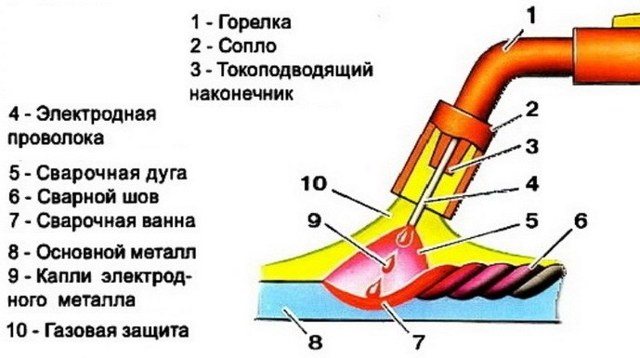 1 - Горелка
2 - Сопло
3 - Токоподводящий
наконечник
4 - Электродная
проволока
5 - Сварочная дуга
6 - Сварной шов
7 - Сварочная ванна
8 - Основной металл
9 - Капли электрод-
ного металла
10 - Газовая защита
1
2
3
4
10
9
5
6
8
7